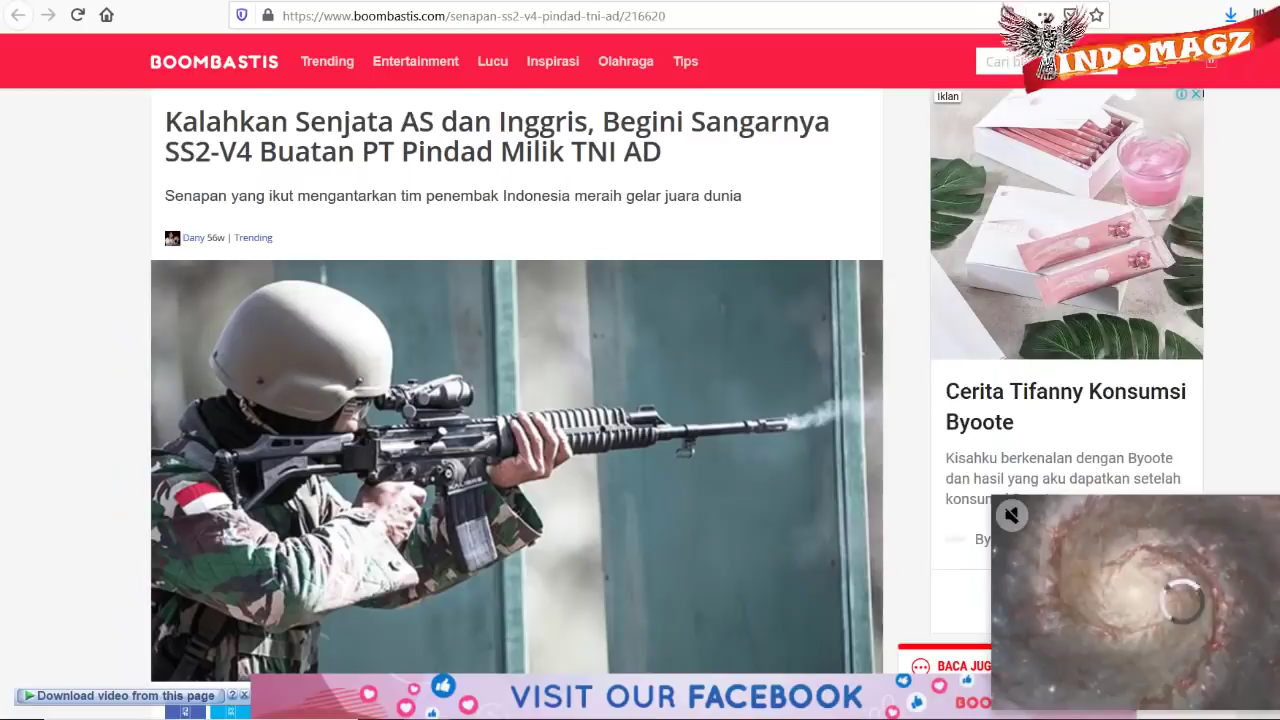 https://www.boombastis.com/senapan-ss2-v4-pindad-tni-ad/216620
INDOMAGZ
BOOMBASTIS
Trending
Entertainment
Lucu
Inspirasi
Olahraga
Tips
Cari b
Kalahkan Senjata AS dan Inggris, Begini Sangarnya
SS2-V4 Buatan PT Pindad Milik TNI AD
Senapan yang ikut mengantarkan tim penembak Indonesia meraih gelar juara dunia
Dany 56w | Trending
Iklan
Cerita Tifanny Konsumsi
Byoote
Kisahku berkenalan dengan Byoote
dan hasil yang aku dapatkan setelah
By
BACA JUG
Download video from this page ? x
VISIT OUR FACEBOOK
BOO